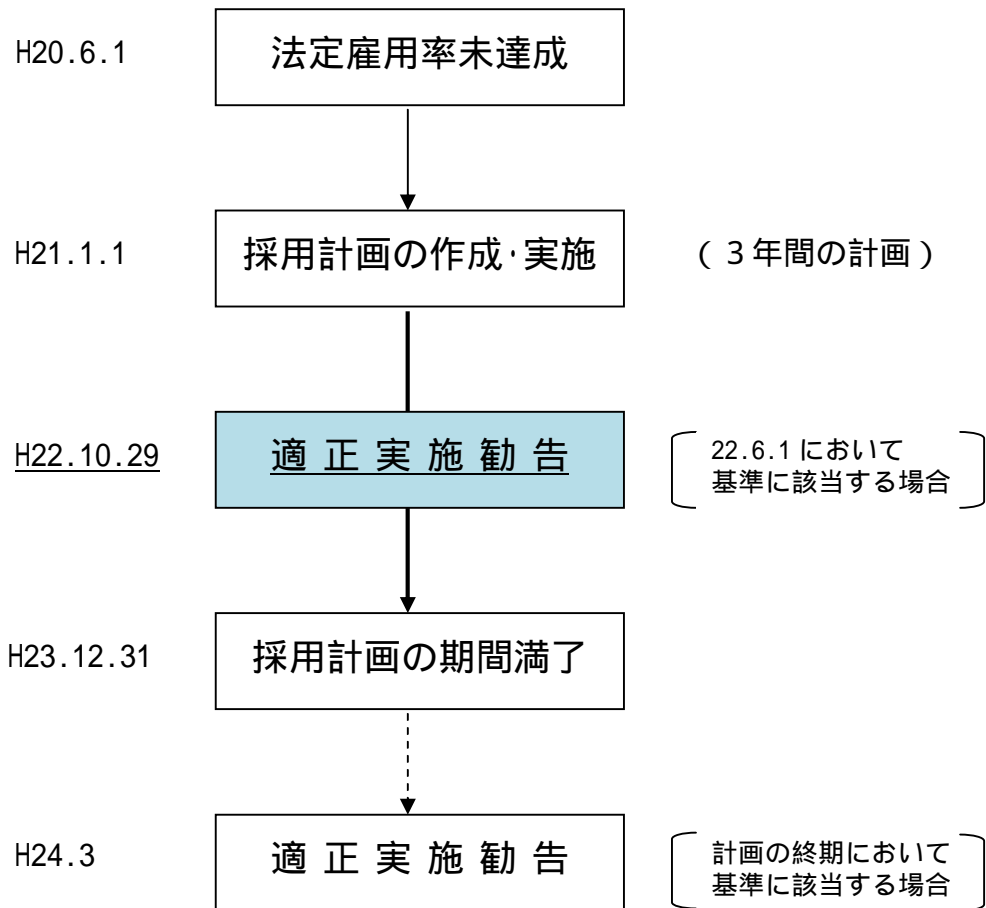 H20.6.1 法定雇用率未達成
H21.1.1 採用計画の作成･実施 (３年間の計画)
H22.10.29 適正実施勧告 22.6.1において
基準に該当する場合
H23.12.31 採用計画の期間満了
H24.3 適正実施勧告 計画の終期において
基準に該当する場合